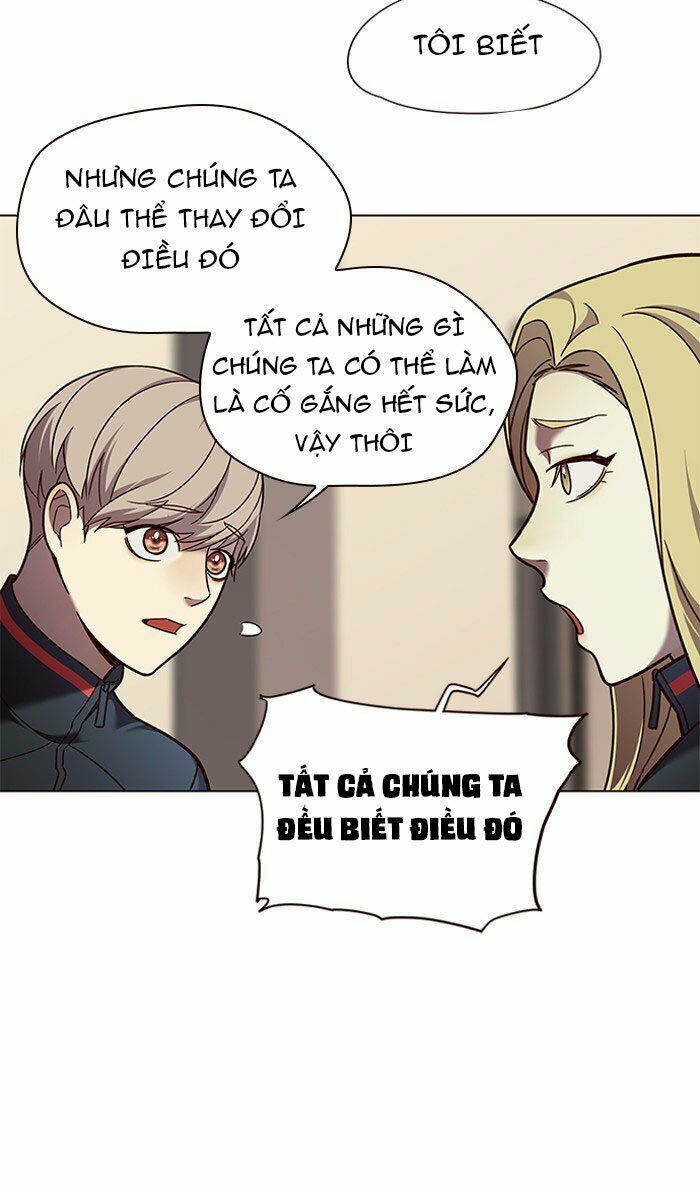 TÔI BIẾT
NHƯNG CHÚNG TA
ĐÂU THỂ THAY ĐỔI
ĐIỀU ĐÓ
TẤT CẢ NHỮNG GÌ
CHÚNG TA CÓ THỂ LÀM
LÀ CỐ GẮNG HẾT SỨC,
VẬY THÔI
TẤT CẢ CHÚNG TA
ĐỀU BIẾT ĐIỀU ĐÓ